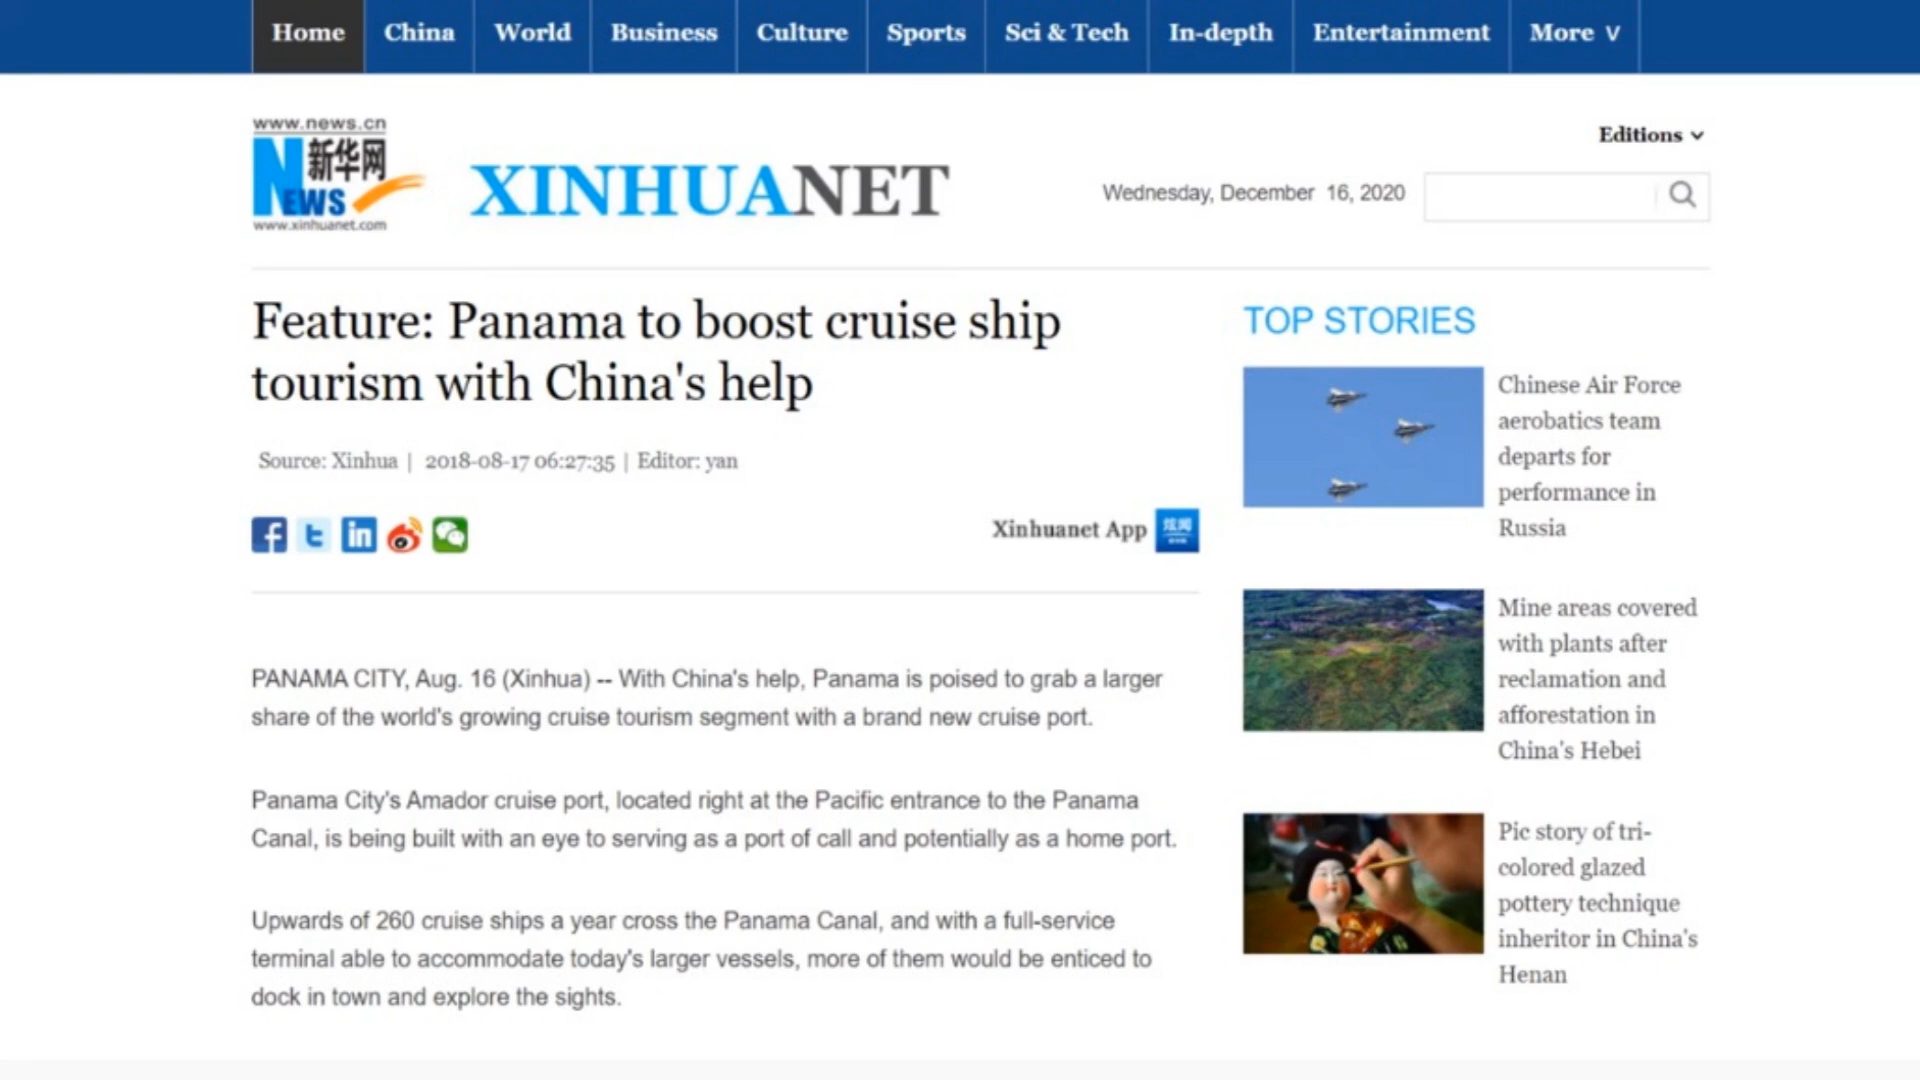 Home China World Business Culture Sports Sci & Tech In-depth Entertainment More ∨
www.news.cn
新华网
NEWS
www.xinhuanet.com
XINHUANET
Editions
Wednesday, December 16, 2020
Feature: Panama to boost cruise ship
tourism with China's help
Source: Xinhua | 2018-08-17 06:27:35 | Editor: yan
Xinhuanet App
PANAMA CITY, Aug. 16 (Xinhua) -- With China's help, Panama is poised to grab a larger
share of the world's growing cruise tourism segment with a brand new cruise port.
Panama City's Amador cruise port, located right at the Pacific entrance to the Panama
Canal, is being built with an eye to serving as a port of call and potentially as a home port.
Upwards of 260 cruise ships a year cross the Panama Canal, and with a full-service
terminal able to accommodate today's larger vessels, more of them would be enticed to
dock in town and explore the sights.
TOP STORIES
Chinese Air Force
aerobatics team
departs for
performance in
Russia
Mine areas covered
with plants after
reclamation and
afforestation in
China's Hebei
Pic story of tri-
colored glazed
pottery technique
inheritor in China's
Henan